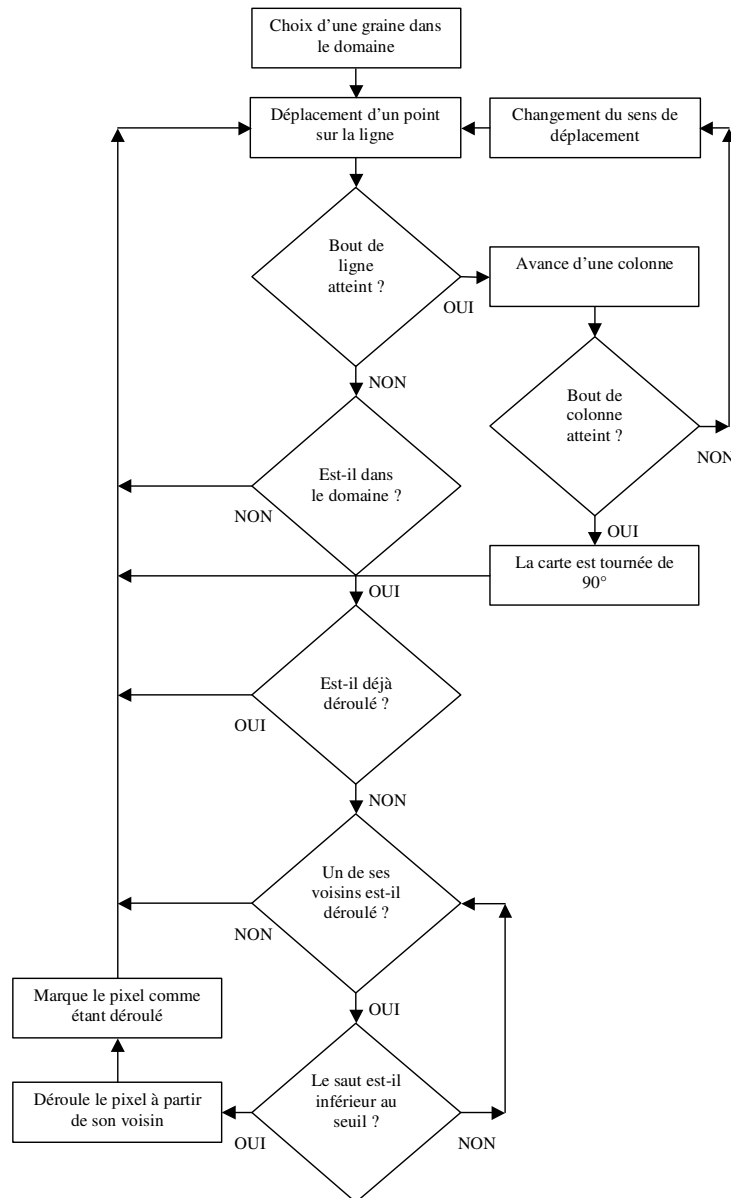 Choix d'une graine dans
le domaine
Déplacement d'un point
sur la ligne
Changement du sens de
déplacement
Bout de
ligne
atteint ?
OUI
Avance d'une colonne
NON
Bout de
colonne
atteint ?
NON
Est-il dans
le domaine ?
NON
OUI
La carte est tournée de
90°
OUI
Est-il déjà
déroulé ?
OUI
NON
Un de ses
voisins est-il
déroulé ?
NON
OUI
Marque le pixel comme
étant déroulé
Le saut est-il
inférieur au
seuil ?
Déroule le pixel à partir
de son voisin
OUI
NON